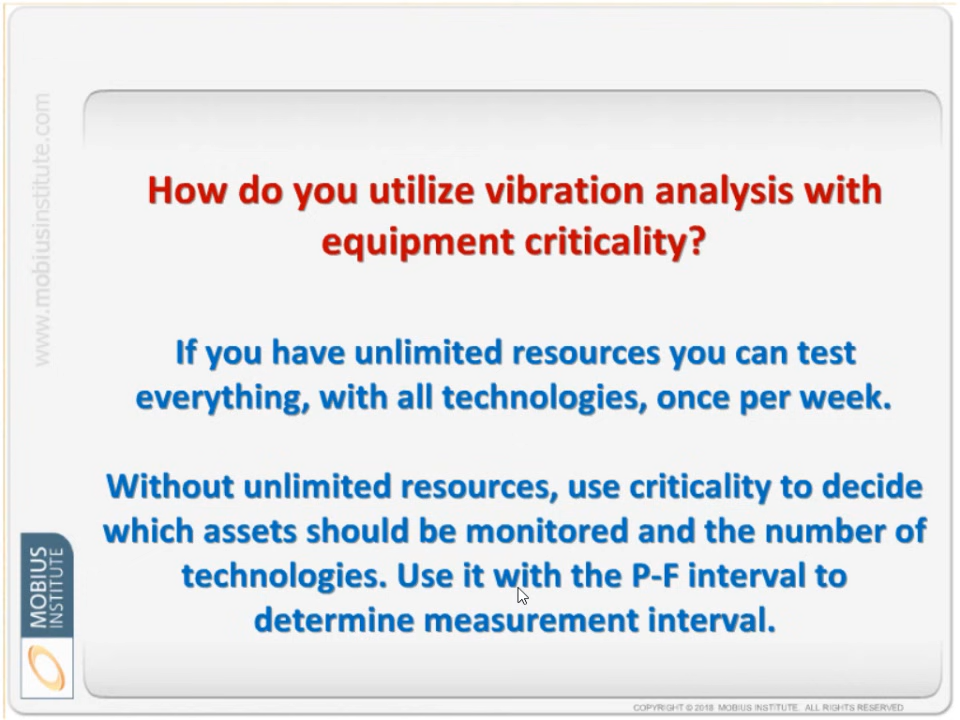 www.mobiusinstitute.com
How do you utilize vibration analysis with
equipment criticality?
If you have unlimited resources you can test
everything, with all technologies, once per week.
Without unlimited resources, use criticality to decide
which assets should be monitored and the number of
technologies. Use it with the P-F interval to
determine measurement interval.
MOBIUS
INSTITUTE
COPYRIGHT © 2018 MOBIUS INSTITUTE. ALL RIGHTS RESERVED